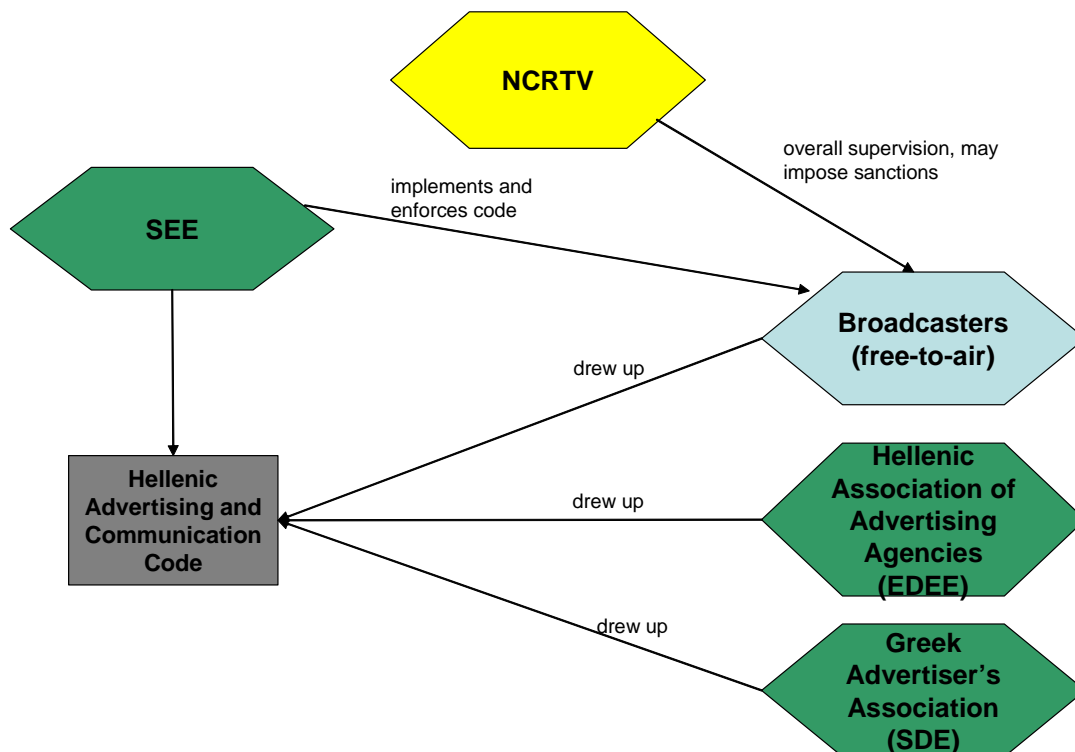 NCRTV
overall supervision, may
impose sanctions
implements and
enforces code
SEE
Broadcasters
(free-to-air)
drew up
Hellenic
Advertising and
Communication
Code
drew up
Hellenic
Association of
Advertising
Agencies
(EDEE)
drew up
Greek
Advertiser's
Association
(SDE)